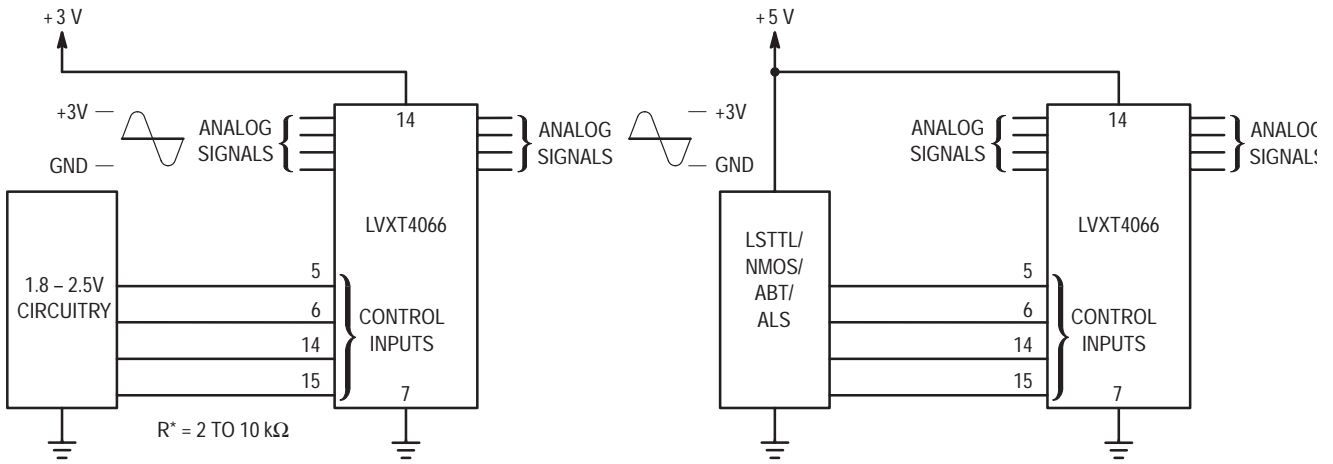 +3 V
+3V
GND
ANALOG
SIGNALS
14
ANALOG
SIGNALS
LVXT4066
1.8 – 2.5V
CIRCUITRY
5
6
14
15
CONTROL
INPUTS
7
R* = 2 TO 10 kΩ
+5 V
+3V
GND
ANALOG
SIGNALS
14
ANALOG
SIGNALS
LVXT4066
LSTTL/
NMOS/
ABT/
ALS
5
6
14
15
CONTROL
INPUTS
7